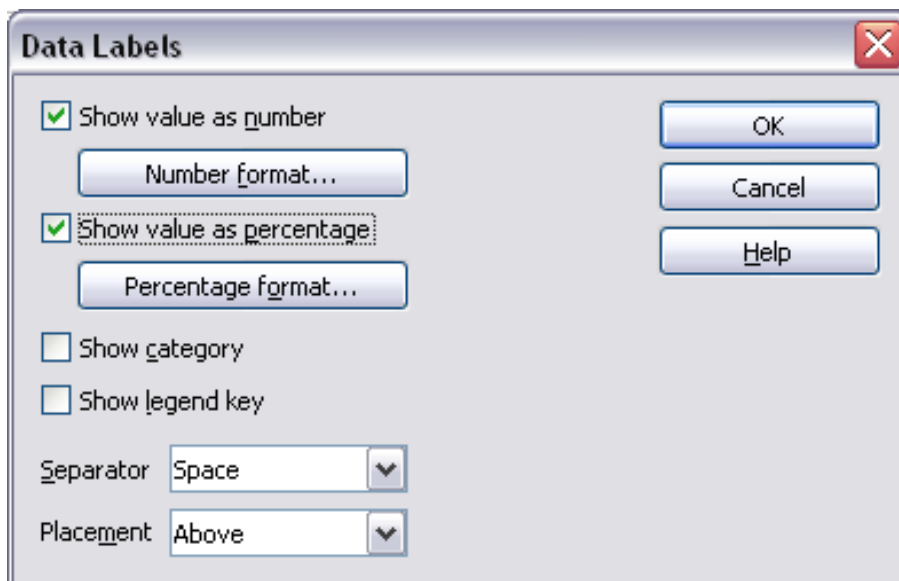 Data Labels
Show value as number
OK
Number format...
Cancel
Show value as percentage
Help
Percentage format...
Show category
Show legend key
Separator Space
Placement Above